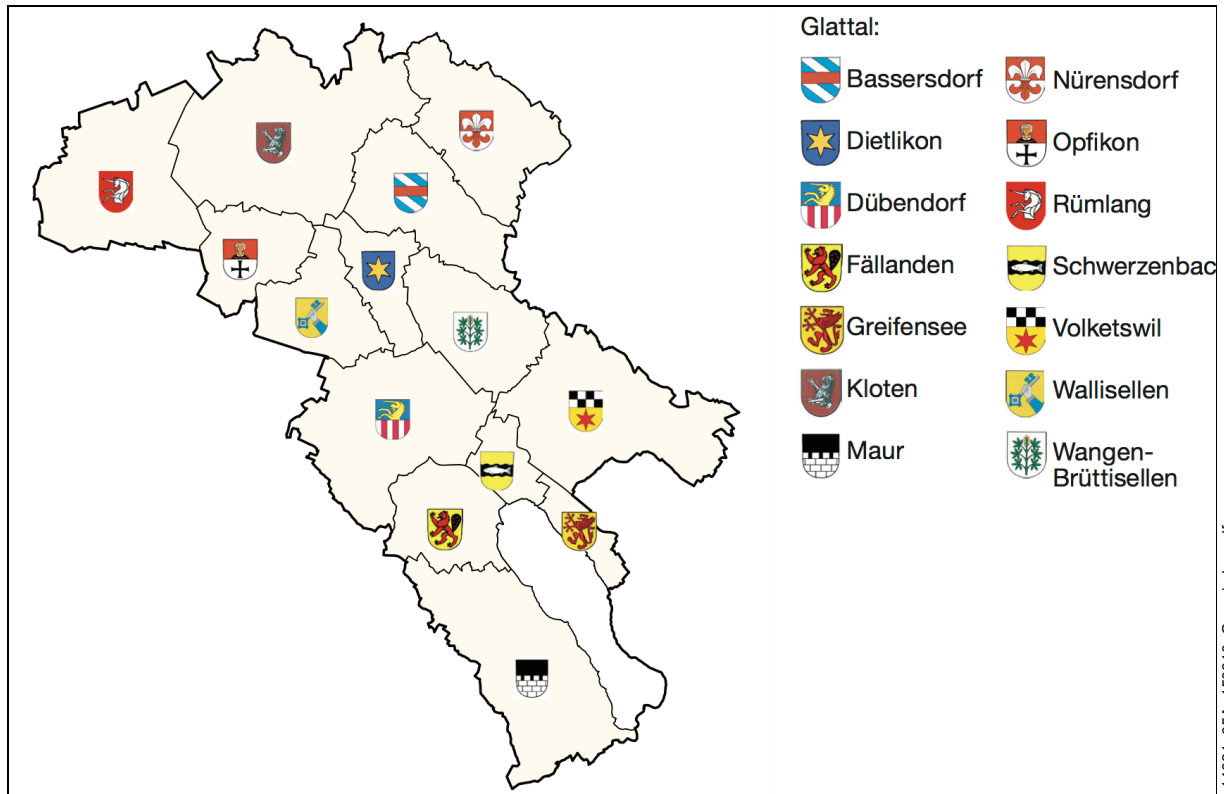 Glattal:
Bassersdorf
Nürensdorf
Dietlikon
Opfikon
Dübendorf
Rümlang
Fällanden
Schwerzenbac
Greifensee
Volketswil
Kloten
Wallisellen
Maur
Wangen-
Brüttisellen